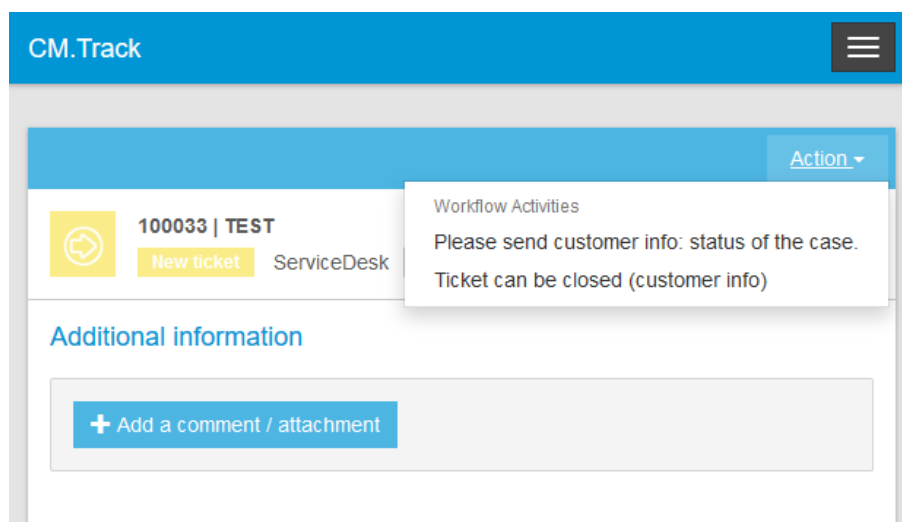 CM.Track
Action
Workflow Activities
100033 | TEST
Please send customer info: status of the case.
New ticket ServiceDesk
Ticket can be closed (customer info)
Additional information
Add a comment / attachment